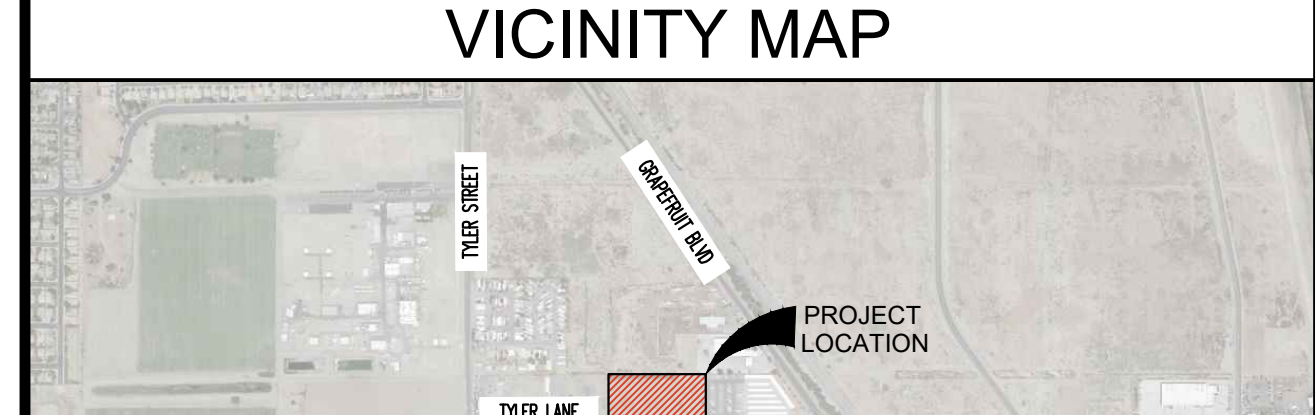 VICINITY MAP
TYLER STREET
GRAPEFRUIT BLVD
PROJECT
LOCATION
TYLER LANE